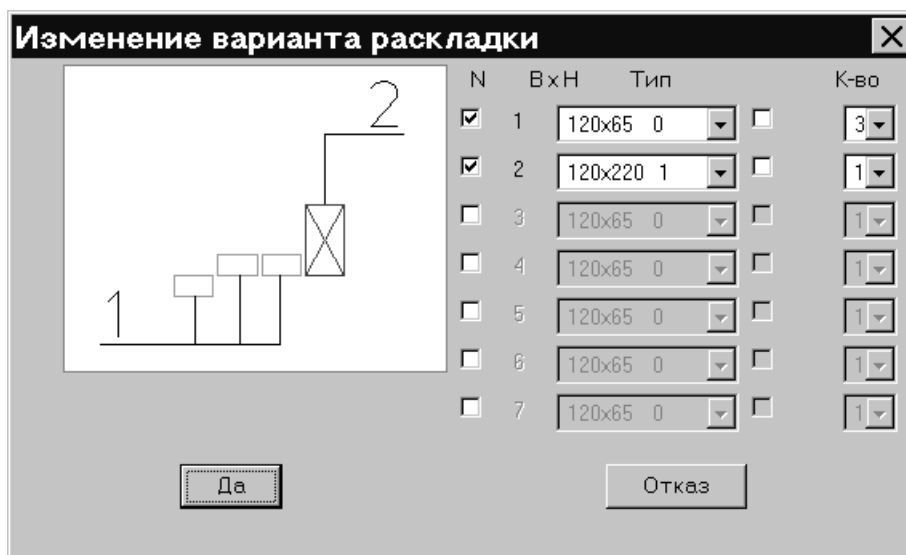 Изменение варианта раскладки
N BxH Тип К-во
2
1 120x65 0 3
2 120x220 1 1
3 120x65 0 1
1
4 120x65 0 1
5 120x65 0 1
6 120x65 0 1
7 120x65 0 1
Да Отказ